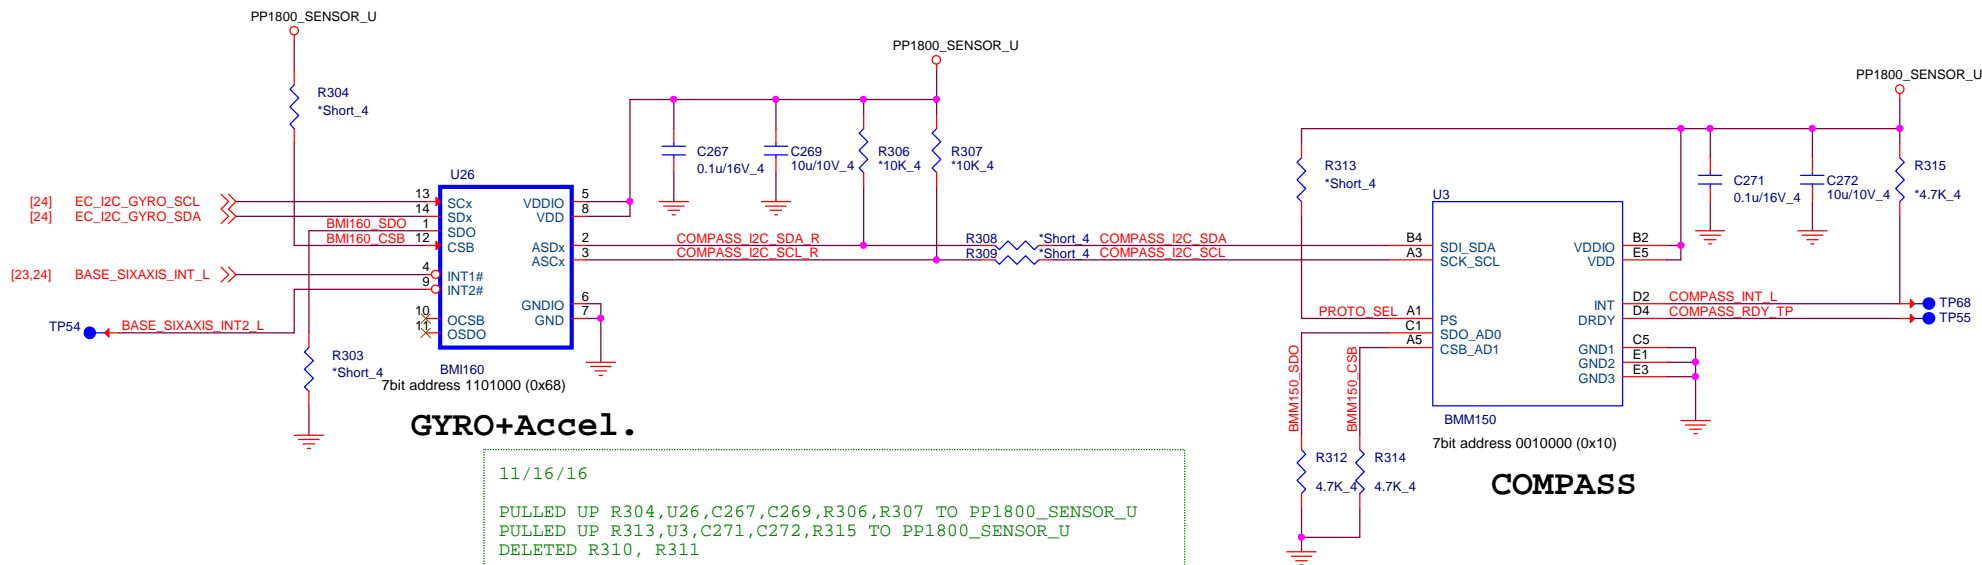 PP1800_SENSOR_U
R304
*Short_4
[24] EC_I2C_GYRO_SCL
[24] EC_I2C_GYRO_SDA
BMI160_SDO
BMI160_CSB
[23,24] BASE_SIXAXIS_INT_L
TP54 BASE_SIXAXIS_INT2_L
R303
*Short_4
U26
13 SCx
14 SDx
1 SDO
12 CSB
4 INT1#
9 INT2#
10 OCSB
11 OSDO
VDDIO 5
VDD 8
ASDx 2
ASCx 3
GNDIO 6
GND 7
BMI160
7bit address 1101000 (0x68)
GYRO+Accel.
PP1800_SENSOR_U
C267
0.1u/16V_4
C269
10u/10V_4
R306
*10K_4
R307
*10K_4
COMPASS_I2C_SDA_R
COMPASS_I2C_SCL_R
R308 *Short_4 COMPASS_I2C_SDA
R309 *Short_4 COMPASS_I2C_SCL
PP1800_SENSOR_U
R313
*Short_4
C271
0.1u/16V_4
C272
10u/10V_4
R315
*4.7K_4
U3
B4 SDI_SDA
A3 SCK_SCL
PROTO_SEL A1 PS
C1 SDO_AD0
A5 CSB_AD1
VDDIO B2
VDD E5
INT D2 COMPASS_INT_L TP68
DRDY D4 COMPASS_RDY_TP TP55
GND1 C5
GND2 E1
GND3 E3
BMM150_SDO
BMM150_CSB
R312
4.7K_4
R314
4.7K_4
BMM150
7bit address 0010000 (0x10)
COMPASS
11/16/16
PULLED UP R304,U26,C267,C269,R306,R307 TO PP1800_SENSOR_U
PULLED UP R313,U3,C271,C272,R315 TO PP1800_SENSOR_U
DELETED R310, R311